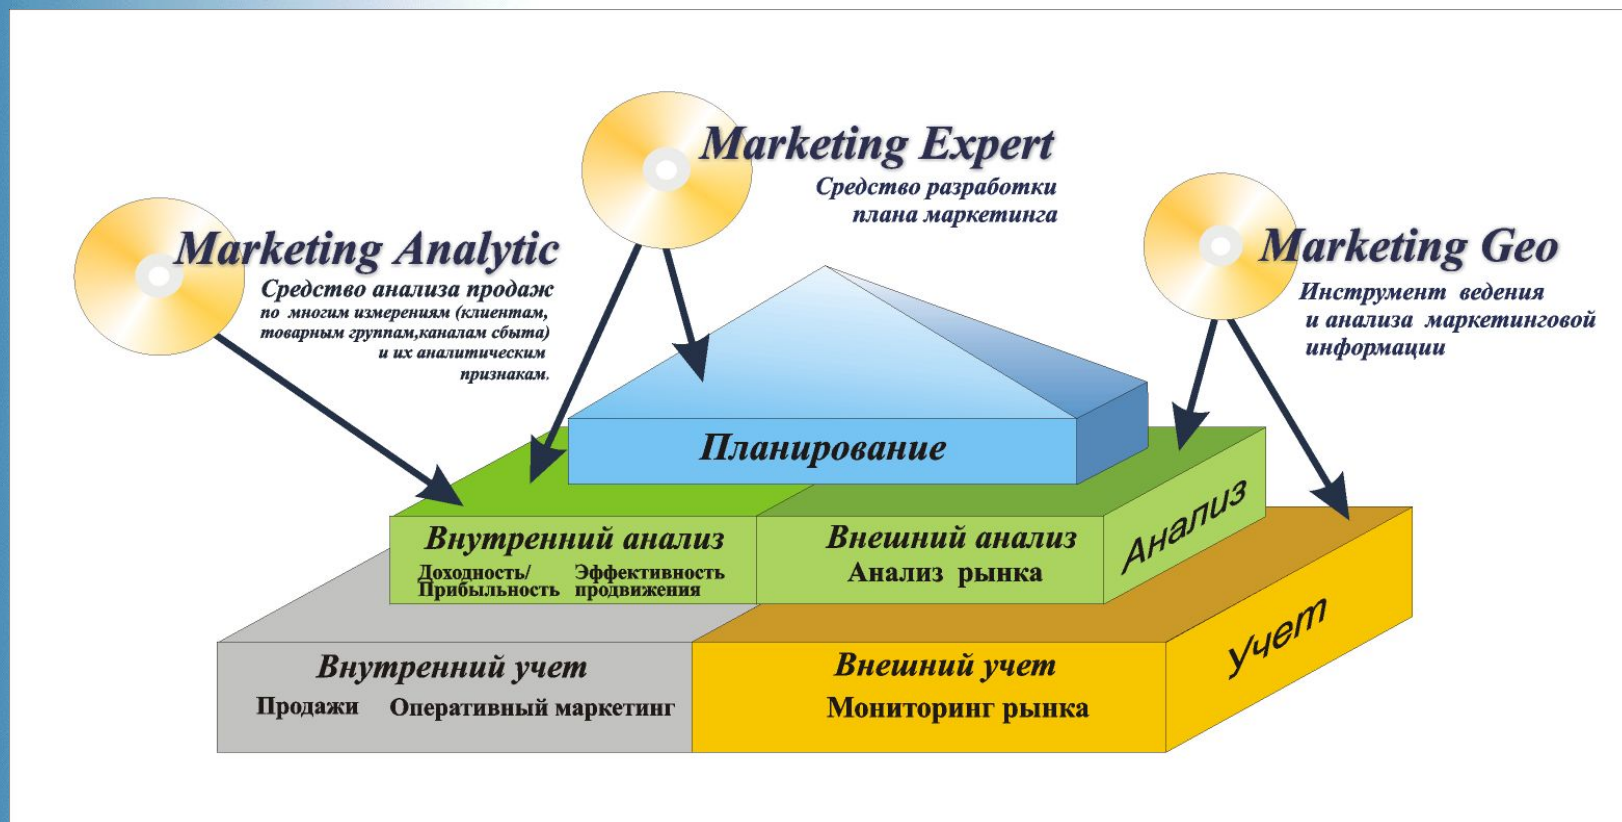 Marketing Expert
Средство разработки
плана маркетинга
Marketing Analytic
Средство анализа продаж
по многим измерениям (клиентам,
товарным группам,каналам сбыта)
и их аналитическим
признакам.
Marketing Geo
Инструмент ведения
и анализа маркетинговой
информации
Планирование
Внутренний анализ
Доходность/
Прибыльность
Эффективность
продвижения
Внешний анализ
Анализ рынка
Анализ
Внутренний учет
Продажи Оперативный маркетинг
Внешний учет
Мониторинг рынка
Учет